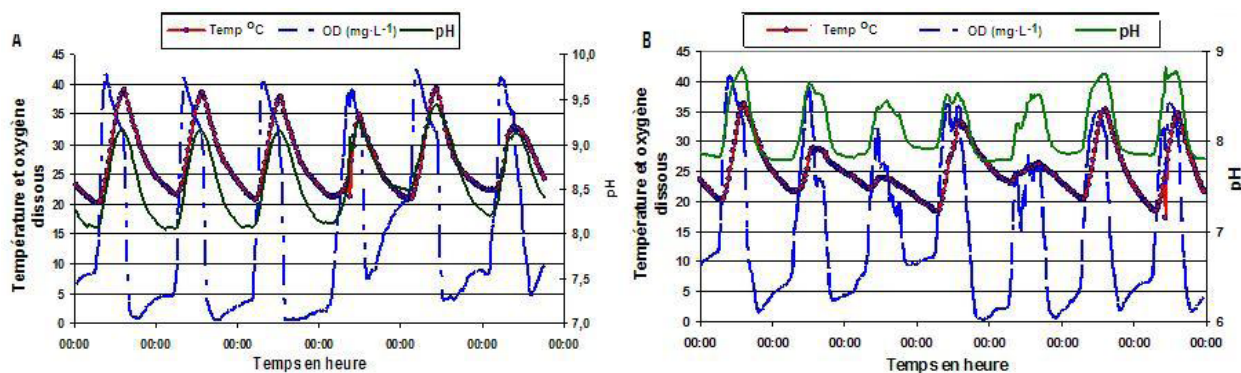 A
Temp ºC OD (mg·L-1) pH
Température et oxygène
dissous
45
40
35
30
25
20
15
10
5
0
10,0
9,5
9,0
8,5
8,0
7,5
7,0
pH
00:00 00:00 00:00 00:00 00:00 00:00 00:00
Temps en heure
B
Temp ºC OD (mg·L-1) pH
Température et oxygène
dissous
45
40
35
30
25
20
15
10
5
0
9
8
7
6
pH
00:00 00:00 00:00 00:00 00:00 00:00 00:00 00:00
Temps en heure